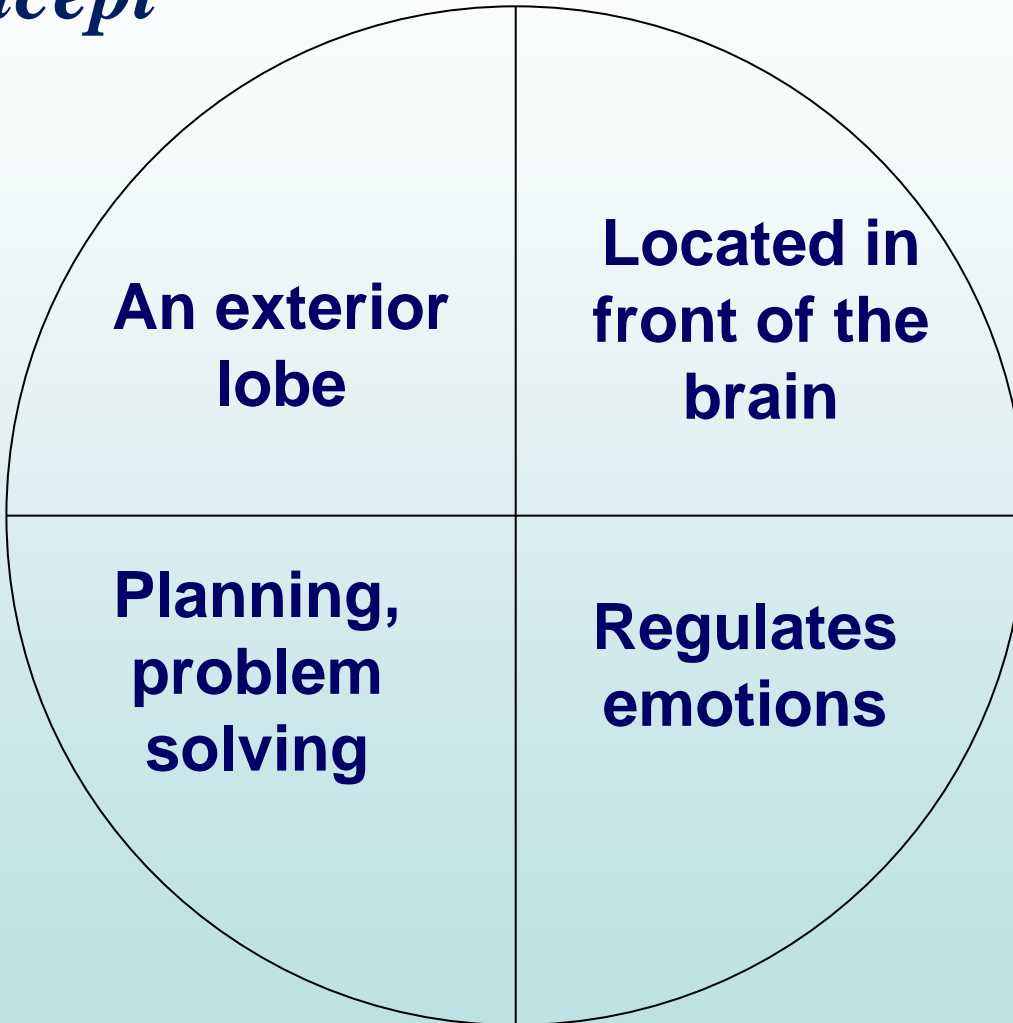 An exterior
lobe
Located in
front of the
brain
Planning,
problem
solving
Regulates
emotions